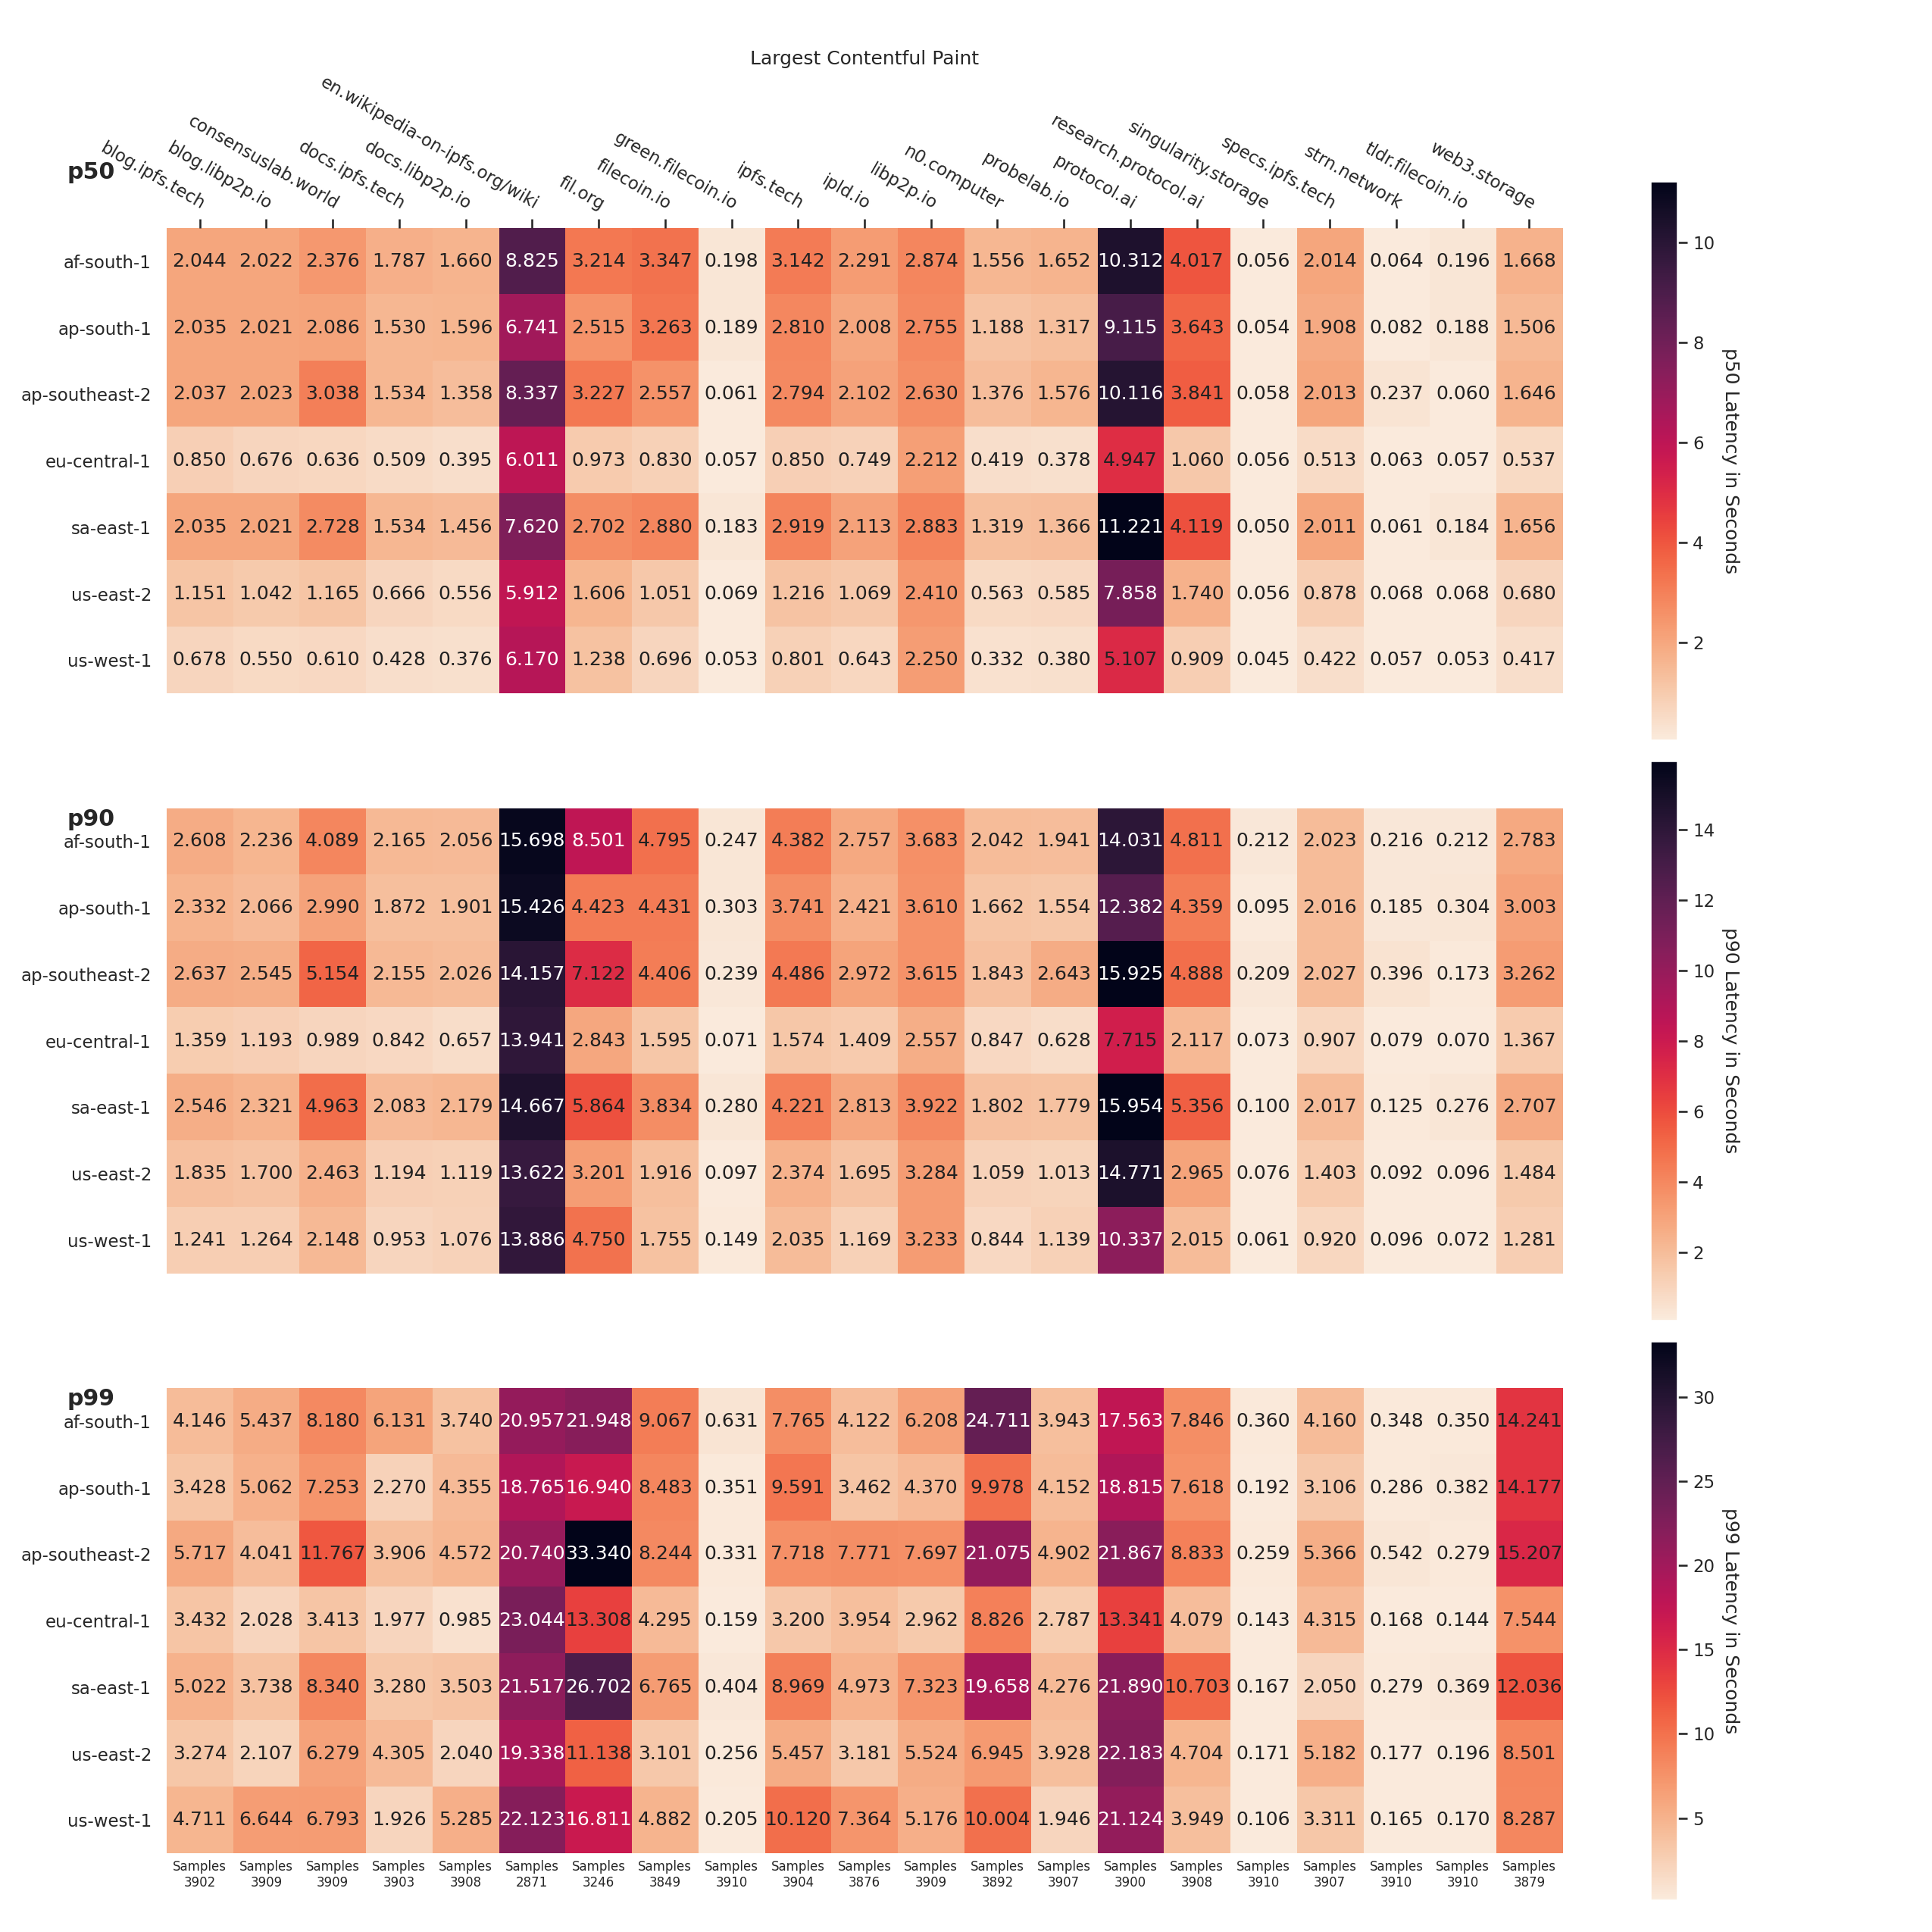 Largest Contentful Paint
p50
blog.ipfs.tech
blog.libp2p.io
consensuslab.world
docs.ipfs.tech
docs.libp2p.io
en.wikipedia-on-ipfs.org/wiki
fil.org
filecoin.io
green.filecoin.io
ipfs.tech
ipld.io
libp2p.io
n0.computer
probelab.io
protocol.ai
research.protocol.ai
singularity.storage
specs.ipfs.tech
strn.network
tldr.filecoin.io
web3.storage
af-south-1 2.044 2.022 2.376 1.787 1.660 8.825 3.214 3.347 0.198 3.142 2.291 2.874 1.556 1.652 10.312 4.017 0.056 2.014 0.064 0.196 1.668
ap-south-1 2.035 2.021 2.086 1.530 1.596 6.741 2.515 3.263 0.189 2.810 2.008 2.755 1.188 1.317 9.115 3.643 0.054 1.908 0.082 0.188 1.506
ap-southeast-2 2.037 2.023 3.038 1.534 1.358 8.337 3.227 2.557 0.061 2.794 2.102 2.630 1.376 1.576 10.116 3.841 0.058 2.013 0.237 0.060 1.646
eu-central-1 0.850 0.676 0.636 0.509 0.395 6.011 0.973 0.830 0.057 0.850 0.749 2.212 0.419 0.378 4.947 1.060 0.056 0.513 0.063 0.057 0.537
sa-east-1 2.035 2.021 2.728 1.534 1.456 7.620 2.702 2.880 0.183 2.919 2.113 2.883 1.319 1.366 11.221 4.119 0.050 2.011 0.061 0.184 1.656
us-east-2 1.151 1.042 1.165 0.666 0.556 5.912 1.606 1.051 0.069 1.216 1.069 2.410 0.563 0.585 7.858 1.740 0.056 0.878 0.068 0.068 0.680
us-west-1 0.678 0.550 0.610 0.428 0.376 6.170 1.238 0.696 0.053 0.801 0.643 2.250 0.332 0.380 5.107 0.909 0.045 0.422 0.057 0.053 0.417
10
8
6
4
2
p50 Latency in Seconds
p90
af-south-1 2.608 2.236 4.089 2.165 2.056 15.698 8.501 4.795 0.247 4.382 2.757 3.683 2.042 1.941 14.031 4.811 0.212 2.023 0.216 0.212 2.783
ap-south-1 2.332 2.066 2.990 1.872 1.901 15.426 4.423 4.431 0.303 3.741 2.421 3.610 1.662 1.554 12.382 4.359 0.095 2.016 0.185 0.304 3.003
ap-southeast-2 2.637 2.545 5.154 2.155 2.026 14.157 7.122 4.406 0.239 4.486 2.972 3.615 1.843 2.643 15.925 4.888 0.209 2.027 0.396 0.173 3.262
eu-central-1 1.359 1.193 0.989 0.842 0.657 13.941 2.843 1.595 0.071 1.574 1.409 2.557 0.847 0.628 7.715 2.117 0.073 0.907 0.079 0.070 1.367
sa-east-1 2.546 2.321 4.963 2.083 2.179 14.667 5.864 3.834 0.280 4.221 2.813 3.922 1.802 1.779 15.954 5.356 0.100 2.017 0.125 0.276 2.707
us-east-2 1.835 1.700 2.463 1.194 1.119 13.622 3.201 1.916 0.097 2.374 1.695 3.284 1.059 1.013 14.771 2.965 0.076 1.403 0.092 0.096 1.484
us-west-1 1.241 1.264 2.148 0.953 1.076 13.886 4.750 1.755 0.149 2.035 1.169 3.233 0.844 1.139 10.337 2.015 0.061 0.920 0.096 0.072 1.281
14
12
10
8
6
4
2
p90 Latency in Seconds
p99
af-south-1 4.146 5.437 8.180 6.131 3.740 20.957 21.948 9.067 0.631 7.765 4.122 6.208 24.711 3.943 17.563 7.846 0.360 4.160 0.348 0.350 14.241
ap-south-1 3.428 5.062 7.253 2.270 4.355 18.765 16.940 8.483 0.351 9.591 3.462 4.370 9.978 4.152 18.815 7.618 0.192 3.106 0.286 0.382 14.177
ap-southeast-2 5.717 4.041 11.767 3.906 4.572 20.740 33.340 8.244 0.331 7.718 7.771 7.697 21.075 4.902 21.867 8.833 0.259 5.366 0.542 0.279 15.207
eu-central-1 3.432 2.028 3.413 1.977 0.985 23.044 13.308 4.295 0.159 3.200 3.954 2.962 8.826 2.787 13.341 4.079 0.143 4.315 0.168 0.144 7.544
sa-east-1 5.022 3.738 8.340 3.280 3.503 21.517 26.702 6.765 0.404 8.969 4.973 7.323 19.658 4.276 21.890 10.703 0.167 2.050 0.279 0.369 12.036
us-east-2 3.274 2.107 6.279 4.305 2.040 19.338 11.138 3.101 0.256 5.457 3.181 5.524 6.945 3.928 22.183 4.704 0.171 5.182 0.177 0.196 8.501
us-west-1 4.711 6.644 6.793 1.926 5.285 22.123 16.811 4.882 0.205 10.120 7.364 5.176 10.004 1.946 21.124 3.949 0.106 3.311 0.165 0.170 8.287
30
25
20
15
10
5
p99 Latency in Seconds
Samples Samples Samples Samples Samples Samples Samples Samples Samples Samples Samples Samples Samples Samples Samples Samples Samples Samples Samples Samples Samples
3902 3909 3909 3903 3908 2871 3246 3849 3910 3904 3876 3909 3892 3907 3900 3908 3910 3907 3910 3910 3879